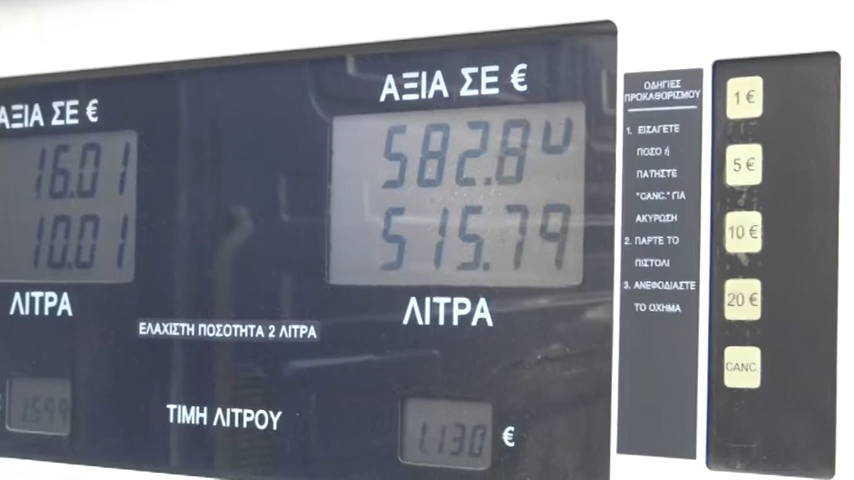 ΑΞΙΑ ΣΕ €
16.01
10.01
ΛΙΤΡΑ
ΑΞΙΑ ΣΕ €
515.79
ΛΙΤΡΑ
ΕΛΑΧΙΣΤΗ ΠΟΣΟΤΗΤΑ 2 ΛΙΤΡΑ
ΤΙΜΗ ΛΙΤΡΟΥ
1.130 €
ΟΔΗΓΙΕΣ
ΠΡΟΚΑΘΟΡΙΣΜΟΥ
1. ΕΙΣΑΓΕΤΕ
ΠΟΣΟ ή
ΠΑΤΗΣΤΕ
"CANC." ΓΙΑ
ΑΚΥΡΩΣΗ
2. ΠΑΡΤΕ ΤΟ
ΠΙΣΤΟΛΙ
3. ΑΝΕΦΟΔΙΑΣΤΕ
ΤΟ ΟΧΗΜΑ
1 €
5 €
10 €
20 €
CANC.